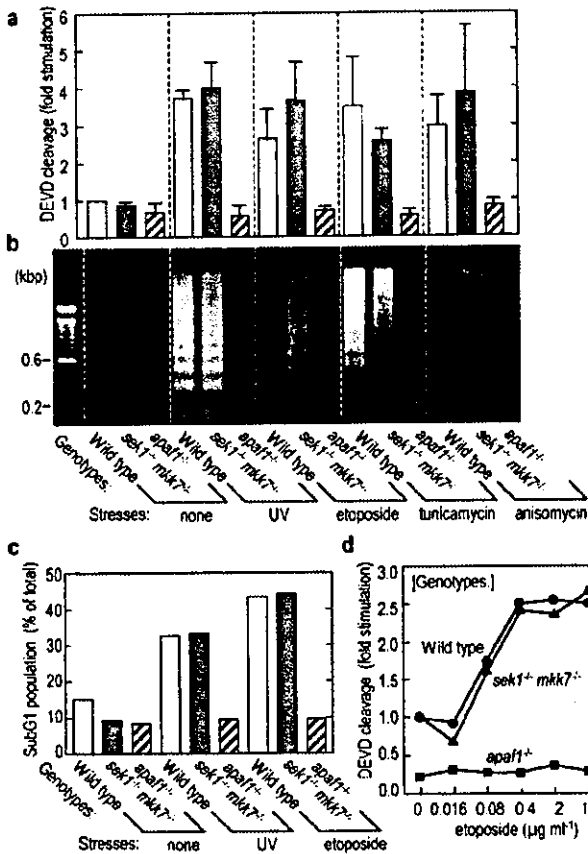 a
DEVD cleavage (fold stimulation)
6
5
4
3
2
1
0
b
(kbp)
0.6
0.2
Genotypes:
Wild type
sek1-/- mkk7-/-
apaf1-/-
Wild type
sek1-/- mkk7-/-
apaf1-/-
Wild type
sek1-/- mkk7-/-
apaf1-/-
Wild type
sek1-/- mkk7-/-
apaf1-/-
Wild type
sek1-/- mkk7-/-
apaf1-/-
Stresses: none UV etoposide tunicamycin anisomycin
c
SubG1 population (% of total)
50
40
30
20
10
0
Genotypes:
Wild type
sek1-/- mkk7-/-
apaf1-/-
Wild type
sek1-/- mkk7-/-
apaf1-/-
Wild type
sek1-/- mkk7-/-
apaf1-/-
Stresses: none UV etoposide
d
DEVD cleavage (fold stimulation)
3.0
2.5
2.0
1.5
1.0
0.5
0.0
[Genotypes.]
Wild type
sek1-/- mkk7-/-
apaf1-/-
0 0.016 0.08 0.4 2 1
etoposide (μg ml-1)